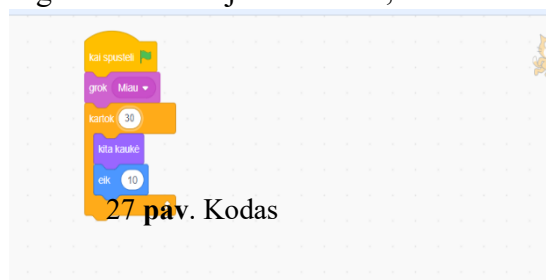 kai spusteli
grok Miau
kartok 30
kita kaukė
eik 10
27 pav. Kodas